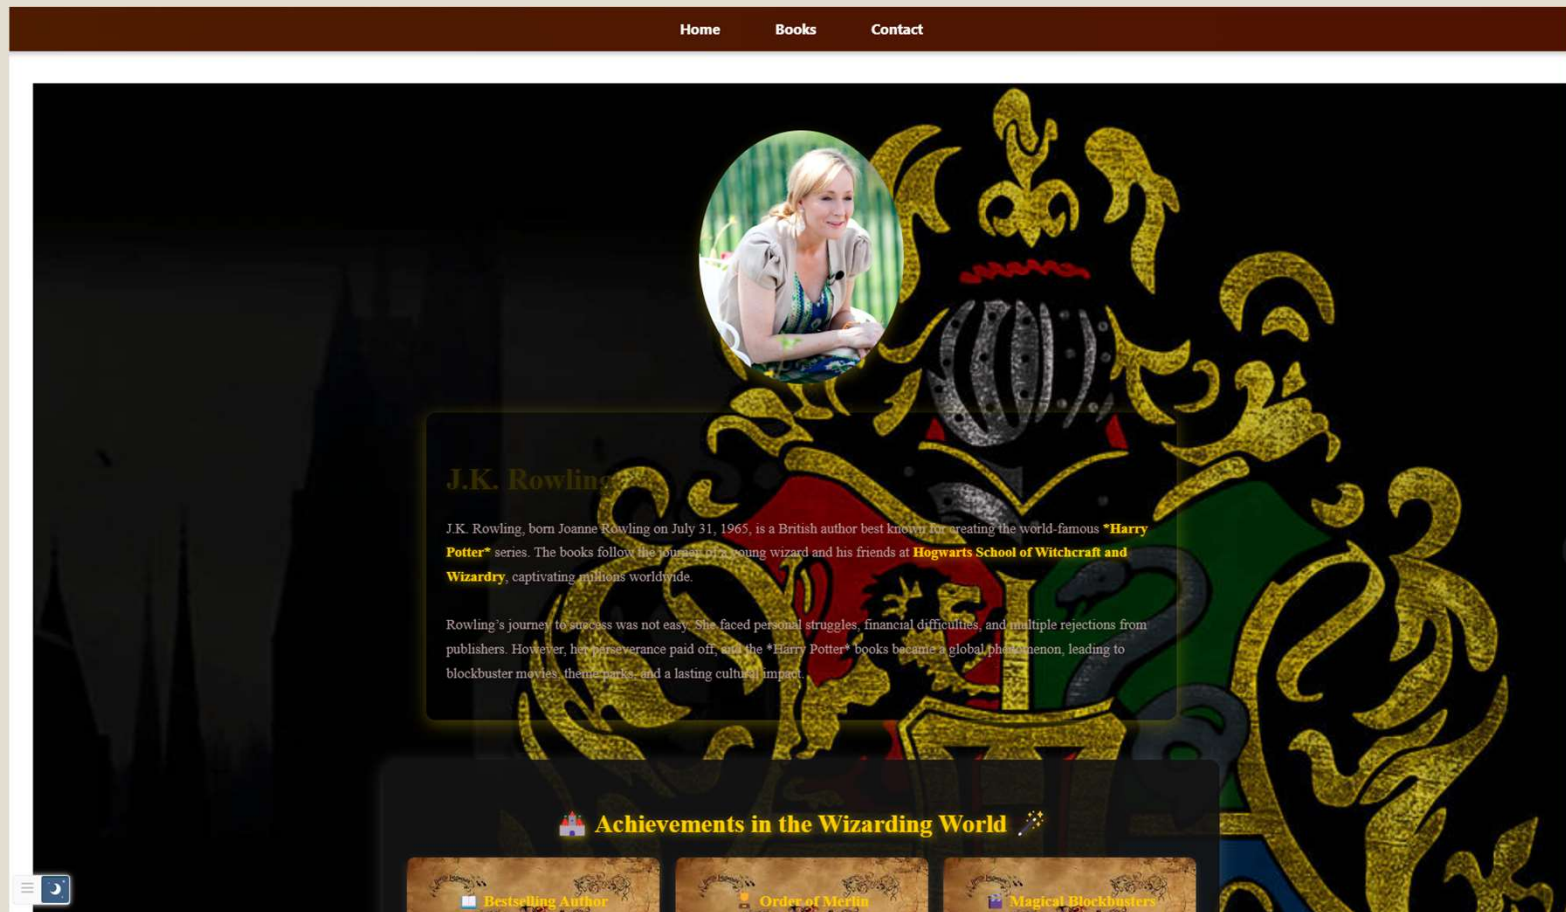 Home Books Contact
J.K. Rowling
J.K. Rowling, born Joanne Rowling on July 31, 1965, is a British author best known for creating the world-famous *Harry
Potter* series. The books follow the journey of a young wizard and his friends at Hogwarts School of Witchcraft and
Wizardry, captivating millions worldwide.
Rowling's journey to success was not easy. She faced personal struggles, financial difficulties, and multiple rejections from
publishers. However, her perseverance paid off, and the *Harry Potter* books became a global phenomenon, leading to
blockbuster movies, theme parks, and a lasting cultural impact.
🏰 Achievements in the Wizarding World 🪄
📖 Bestselling Author
🎖 Order of Merlin
🎬 Magical Blockbusters